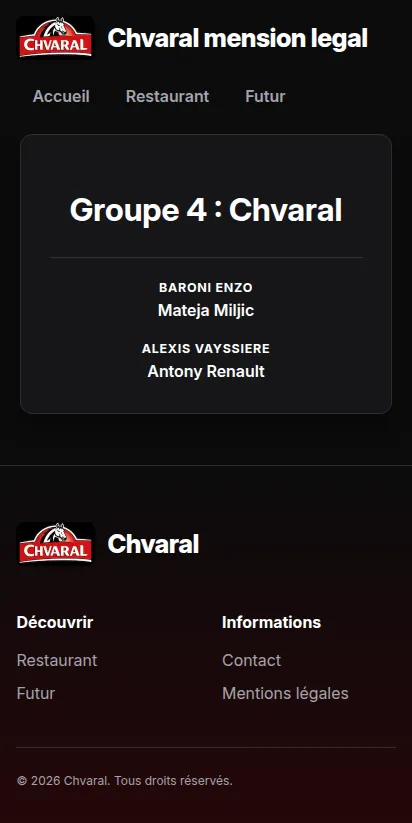 CHVARAL
Chvaral mension legal
Accueil Restaurant Futur
Groupe 4 : Chvaral
BARONI ENZO
Mateja Miljic
ALEXIS VAYSSIERE
Antony Renault
CHVARAL
Chvaral
Découvrir Informations
Restaurant Contact
Futur Mentions légales
© 2026 Chvaral. Tous droits réservés.